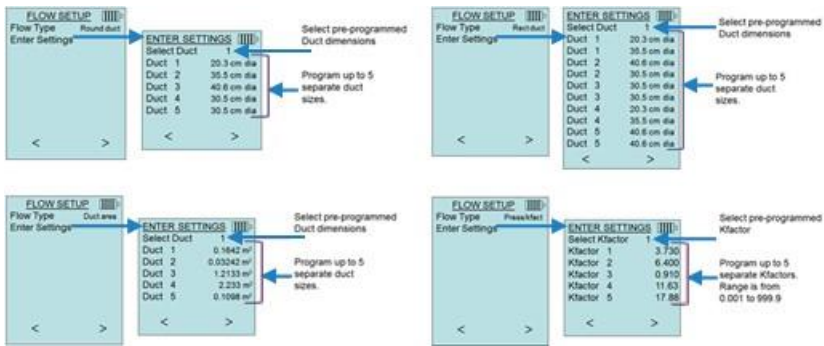 FLOW SETUP
Flow Type Round duct
Enter Settings
ENTER SETTINGS
Select Duct 1
Duct 1 20.3 cm dia
Duct 2 35.5 cm dia
Duct 3 40.6 cm dia
Duct 4 30.5 cm dia
Duct 5 30.5 cm dia
< >
< >
Select pre-programmed
Duct dimensions
Program up to 5
separate duct
sizes.
FLOW SETUP
Flow Type Rect duct
Enter Settings
ENTER SETTINGS
Select Duct 1
Duct 1 20.3 cm dia
Duct 1 35.5 cm dia
Duct 2 40.6 cm dia
Duct 2 30.5 cm dia
Duct 3 30.5 cm dia
Duct 3 30.5 cm dia
Duct 4 20.3 cm dia
Duct 4 35.5 cm dia
Duct 5 40.6 cm dia
Duct 5 40.6 cm dia
< >
< >
Select pre-programmed
Duct dimensions
Program up to 5
separate duct
sizes.
FLOW SETUP
Flow Type Duct area
Enter Settings
ENTER SETTINGS
Select Duct 1
Duct 1 0.1642 m²
Duct 2 0.03242 m²
Duct 3 1.2133 m²
Duct 4 2.233 m²
Duct 5 0.1098 m²
< >
< >
Select pre-programmed
Duct dimensions
Program up to 5
separate duct
sizes.
FLOW SETUP
Flow Type Press/kfact
Enter Settings
ENTER SETTINGS
Select Kfactor 1
Kfactor 1 3.730
Kfactor 2 6.400
Kfactor 3 0.910
Kfactor 4 11.63
Kfactor 5 17.88
< >
< >
Select pre-programmed
Kfactor
Program up to 5
separate Kfactors.
Range is from
0.001 to 999.9